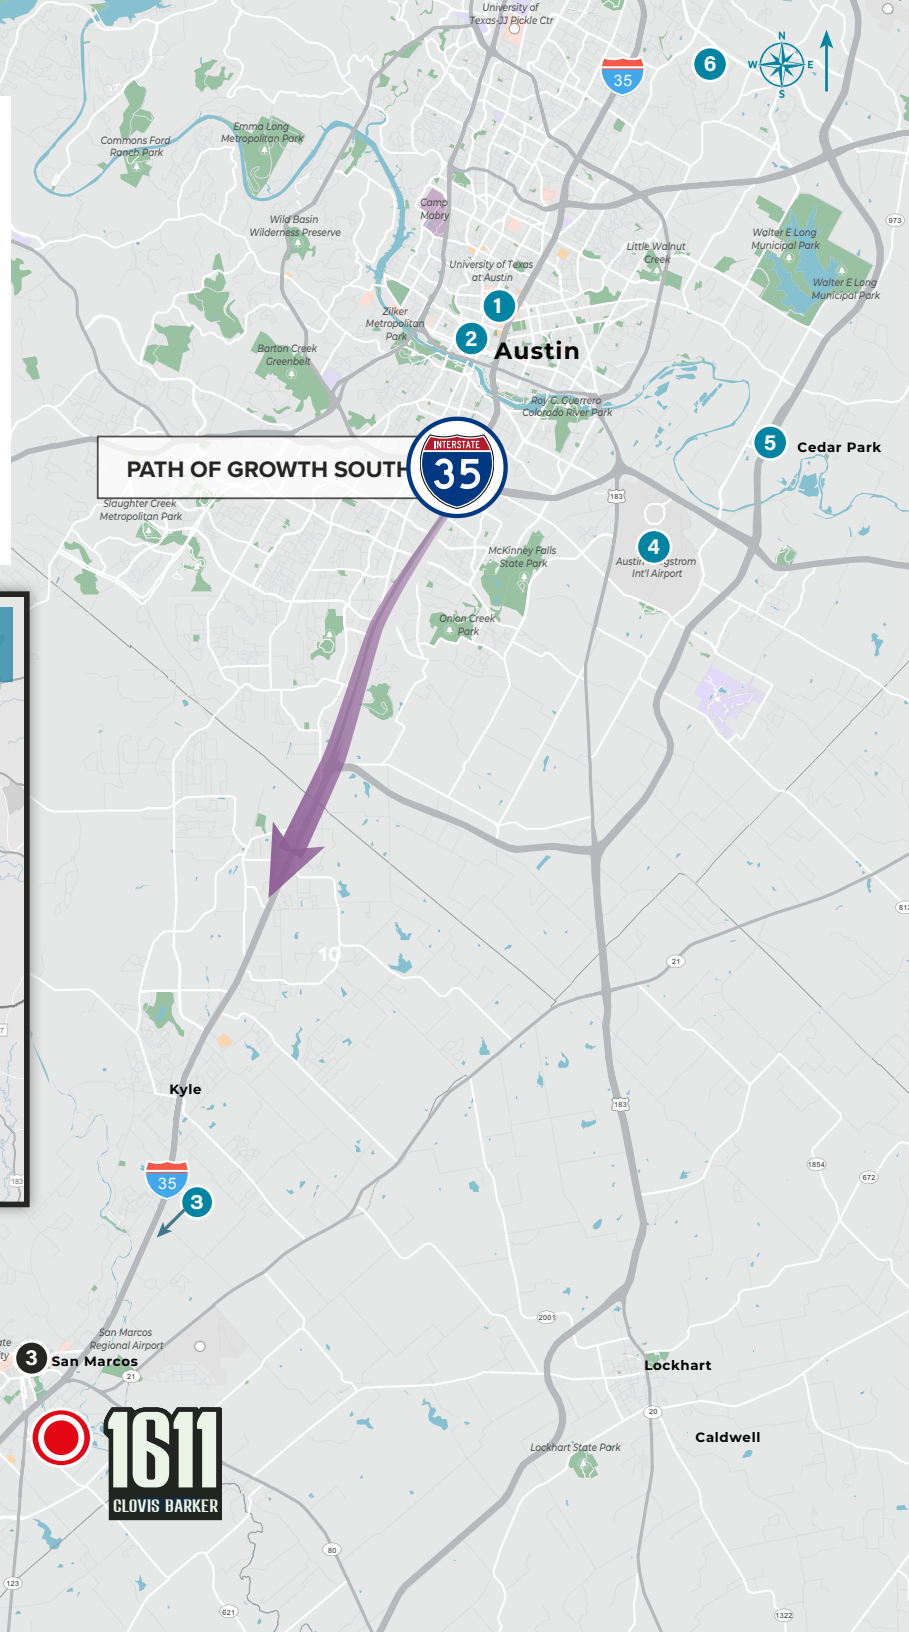 University of
Texas-JJ Pickle Ctr
35
6
N
W
E
S
Commons Ford
Ranch Park
Emma Long
Metropolitan Park
Camp
Mabry
Wild Basin
Wilderness Preserve
973
Walter E Long
Municipal Park
Little Walnut
Creek
University of Texas
at Austin
Walter E Long
Municipal Park
1
Zilker
Metropolitan
Park
2
Austin
Barton Creek
Greenbelt
Roy G. Guerrero
Colorado River Park
5
Cedar Park
PATH OF GROWTH SOUTH
INTERSTATE
35
183
Slaughter Creek
Metropolitan Park
4
McKinney Falls
State Park
Int'l Airport
Onion Creek
Park
10
21
7
Kyle
183
1854
672
35
183
3
2001
San Marcos
Regional Airport
3
San Marcos
21
Lockhart
20
1611
CLOVIS BARKER
Caldwell
Lockhart State Park
80
123
621
1322